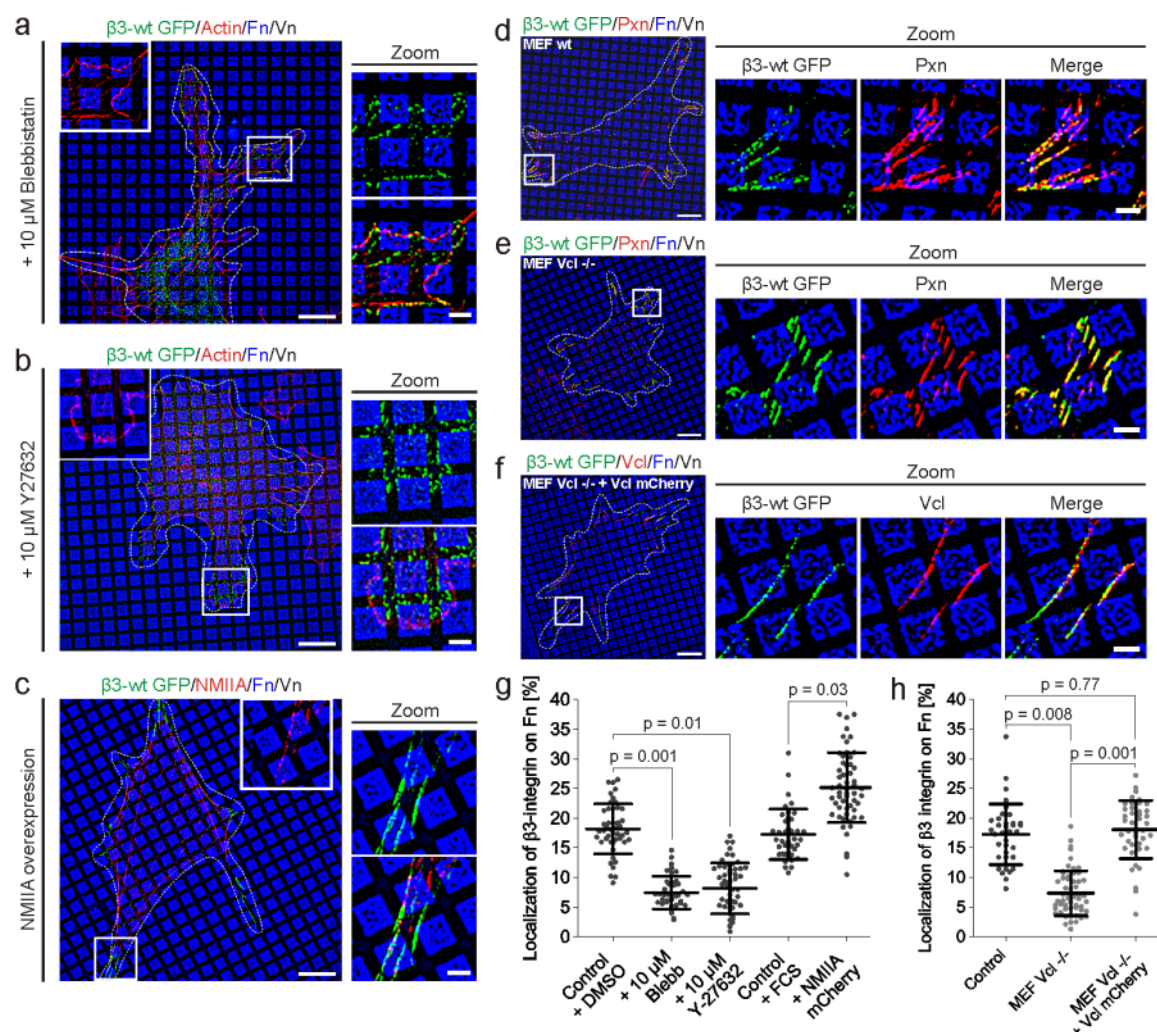 a
β3-wt GFP/Actin/Fn/Vn
+ 10 µM Blebbistatin
Zoom
b
β3-wt GFP/Actin/Fn/Vn
+ 10 µM Y27632
Zoom
c
β3-wt GFP/NMIIA/Fn/Vn
NMIIA overexpression
Zoom
d
β3-wt GFP/Pxn/Fn/Vn
MEF wt
Zoom
β3-wt GFP
Pxn
Merge
e
β3-wt GFP/Pxn/Fn/Vn
MEF Vcl -/-
Zoom
β3-wt GFP
Pxn
Merge
f
β3-wt GFP/Vcl/Fn/Vn
MEF Vcl -/- + Vcl mCherry
Zoom
β3-wt GFP
Vcl
Merge
g
Localization of β3-integrin on Fn [%]
40
35
30
25
20
15
10
5
0
p = 0.001
p = 0.01
p = 0.03
Control
+ DMSO
+ 10 µM
Blebb
+ 10 µM
Y-27632
Control
+ FCS
+ NMIIA
mCherry
h
Localization of β3 integrin on Fn [%]
40
35
30
25
20
15
10
5
0
p = 0.77
p = 0.008
p = 0.001
Control
MEF Vcl -/-
MEF Vcl -/-
+ Vcl mCherry